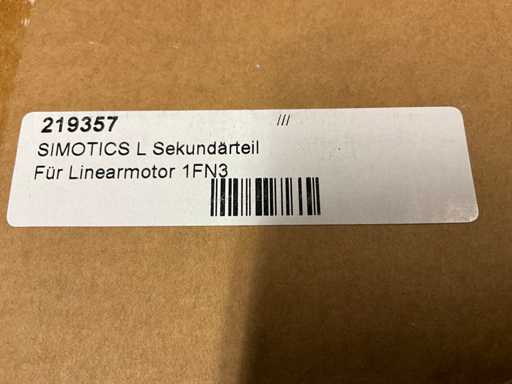 219357 ///
SIMOTICS L Sekundärteil
Für Linearmotor 1FN3